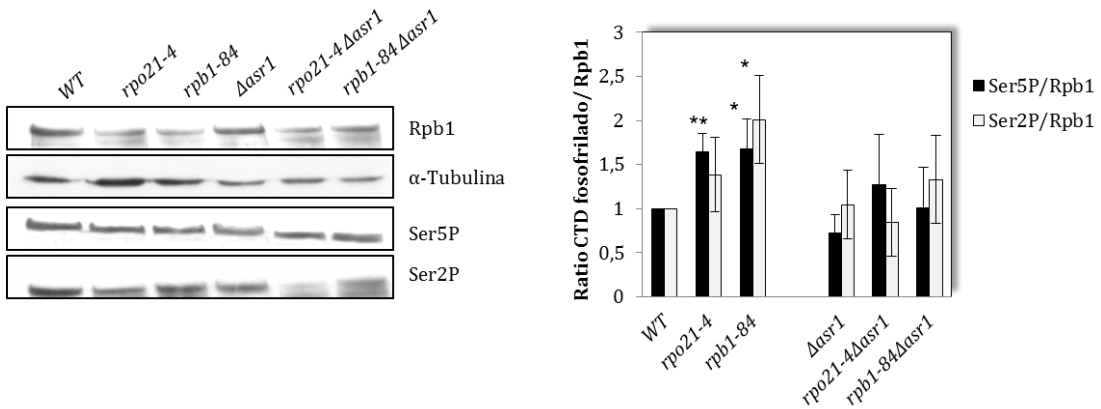 WT rpo21-4 rpb1-84 Δasr1 rpo21-4Δasr1 rpb1-84Δasr1
Rpb1
α-Tubulina
Ser5P
Ser2P
Ratio CTD fosofrilado/Rpb1
3
2,5
2
1,5
1
0,5
0
*
*
**
WT rpo21-4 rpb1-84 Δasr1 rpo21-4Δasr1 rpb1-84Δasr1
Ser5P/Rpb1
Ser2P/Rpb1